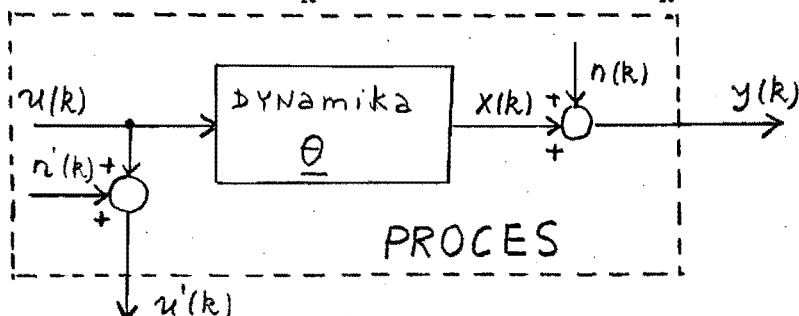 u(k)
DYNamika
θ
x(k)
+
+
n(k)
y(k)
n'(k)
+
+
PROCES
u'(k)